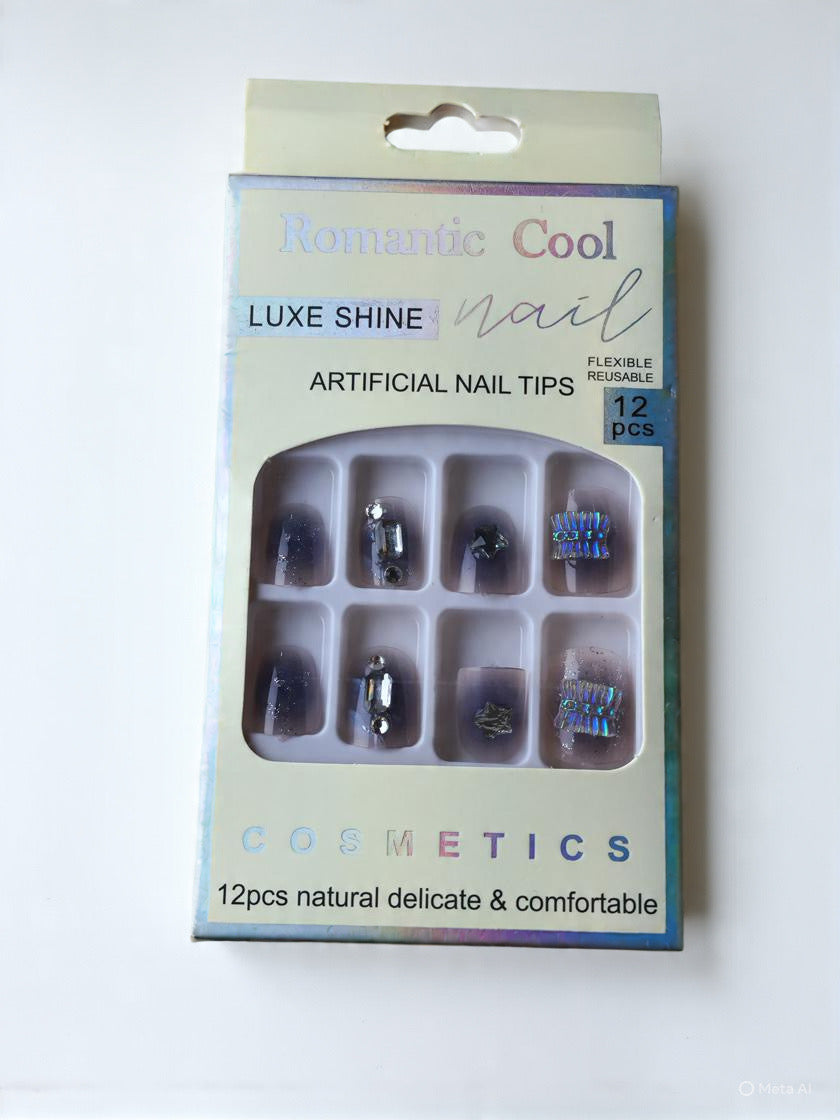 Romantic Cool
LUXE SHINE nail
FLEXIBLE
REUSABLE
ARTIFICIAL NAIL TIPS
12
pcs
COSMETICS
12pcs natural delicate & comfortable
Meta AI